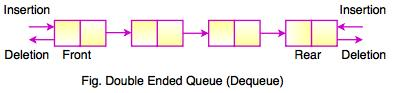 Insertion Insertion
Deletion Front Rear Deletion
Fig. Double Ended Queue (Dequeue)